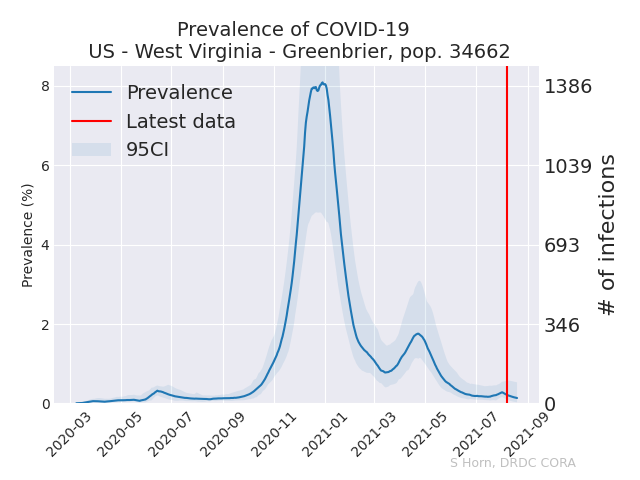 Prevalence of COVID-19
US - West Virginia - Greenbrier, pop. 34662
Prevalence
Latest data
95CI
Prevalence (%)
8
6
4
2
0
1386
1039
693
346
0
# of infections
2020-03
2020-05
2020-07
2020-09
2020-11
2021-01
2021-03
2021-05
2021-07
2021-09
S Horn, DRDC CORA